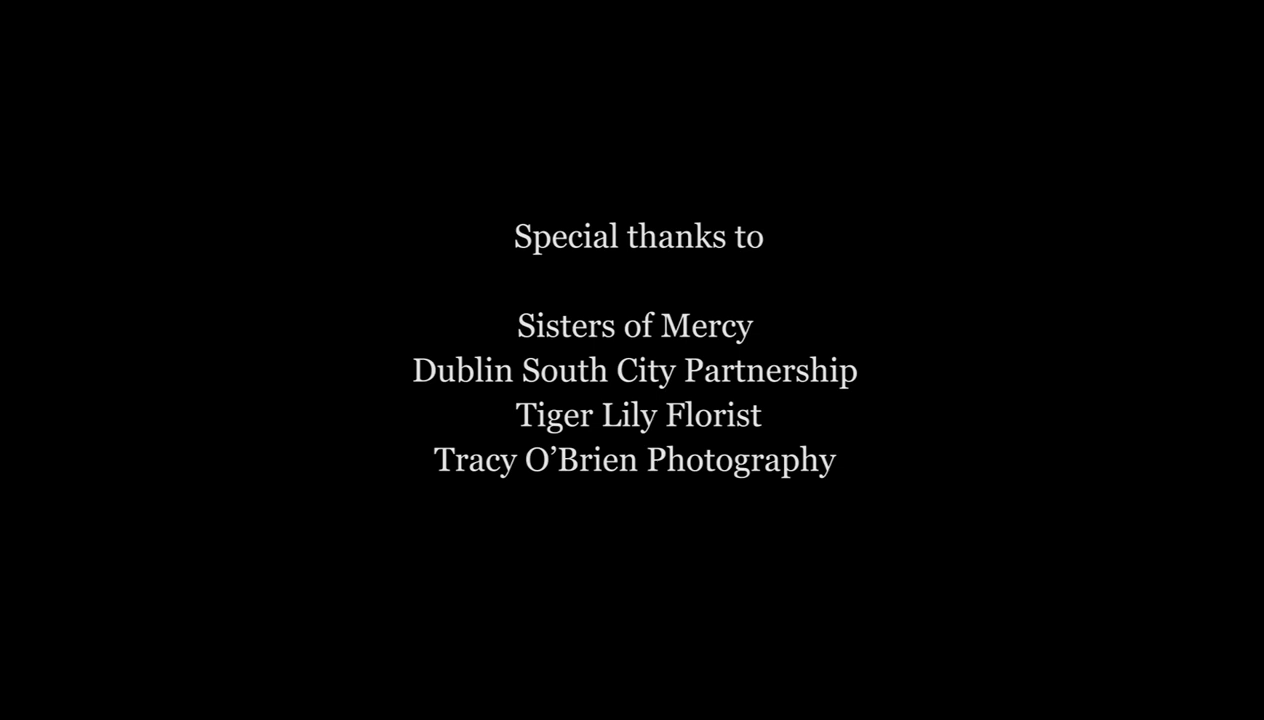 Special thanks to
Sisters of Mercy
Dublin South City Partnership
Tiger Lily Florist
Tracy O’Brien Photography